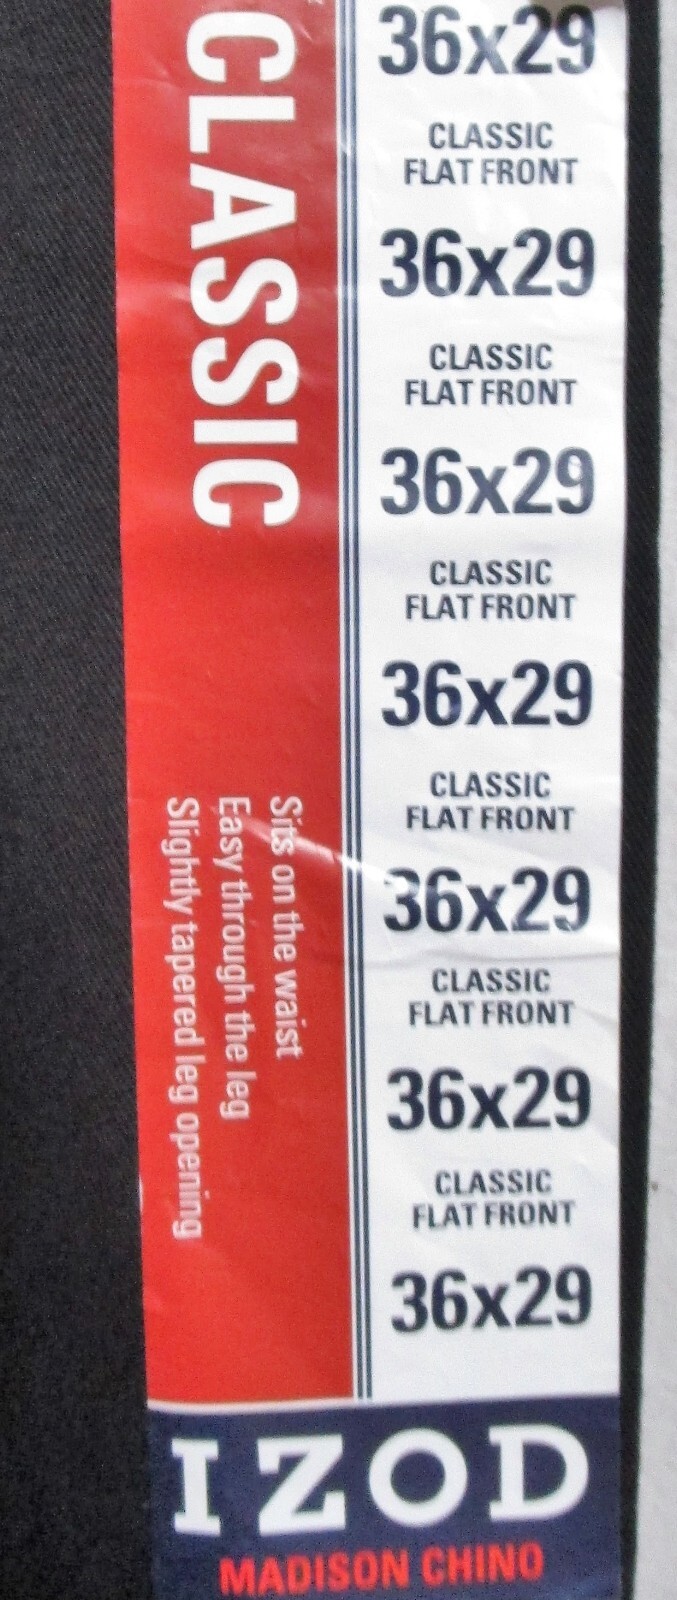 CLASSIC
Sits on the waist
Easy through the leg
Slightly tapered leg opening
36x29
CLASSIC
FLAT FRONT
36x29
CLASSIC
FLAT FRONT
36x29
CLASSIC
FLAT FRONT
36x29
CLASSIC
FLAT FRONT
36x29
CLASSIC
FLAT FRONT
36x29
CLASSIC
FLAT FRONT
36x29
IZOD
MADISON CHINO